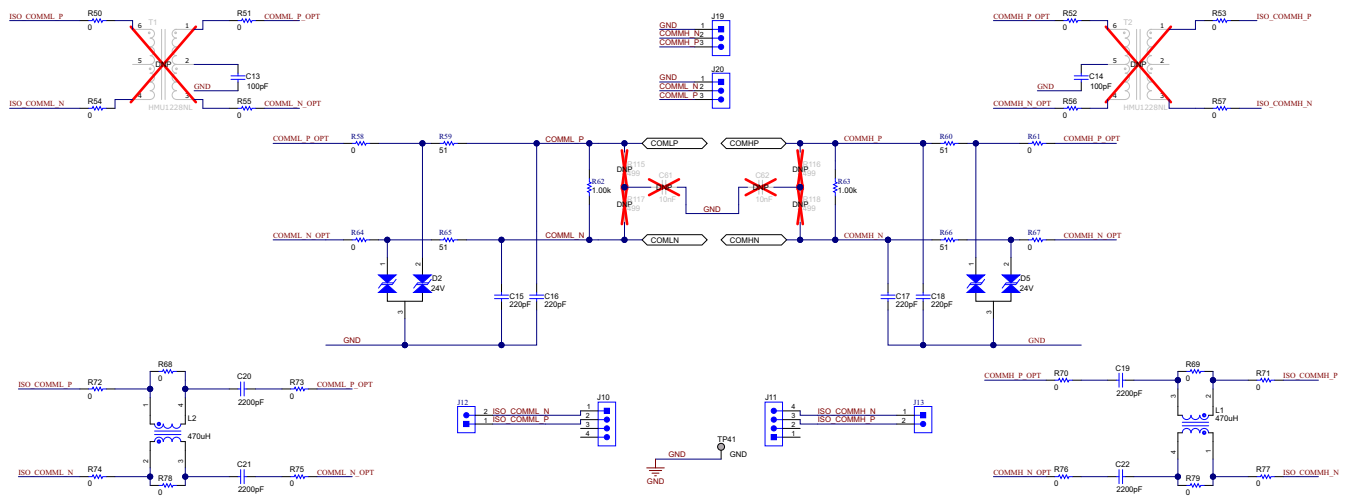 R50
ISO_COMML_P
0
T1
6
1
R51
COMML_P_OPT
0
5
DNP
2
C13
100pF
GND
ISO_COMML_N
R54
0
4
3
HMU1228NL
R55
COMML_N_OPT
0
J19
GND 1
COMMH_N 2
COMMH_P 3
J20
GND 1
COMML_N 2
COMML_P 3
COMMH_P_OPT
R52
0
T2
6
1
R53
ISO_COMMH_P
0
5
DNP
2
C14
100pF
GND
COMMH_N_OPT
R56
0
4
3
HMU1228NL
R57
ISO_COMMH_N
0
COMML_P_OPT
R58
0
R59
51
COMML_P
COMLP
COMHP
COMMH_P
R60
51
R61
0
COMMH_P_OPT
R62
1.00k
DNP
499
DNP
499
C61
DNP
10nF
GND
C62
DNP
10nF
DNP
499
DNP
499
R63
1.00k
COMML_N_OPT
R64
0
R65
51
COMML_N
COMLN
COMHN
COMMH_N
R66
51
R67
0
COMMH_N_OPT
1
2
D2
24V
3
C15
220pF
C16
220pF
GND
C17
220pF
C18
220pF
1
2
D5
24V
3
GND
ISO_COMML_P
R72
0
R68
0
C20
2200pF
R73
0
COMML_P_OPT
1
4
L2
470uH
2
3
ISO_COMML_N
R74
0
R78
0
C21
2200pF
R75
0
COMML_N_OPT
J12
2 ISO_COMML_N
1 ISO_COMML_P
J10
1
2
3
4
J11
4
3
2
1
ISO_COMMH_N 1
ISO_COMMH_P 2
J13
TP41
GND
GND
GND
COMMH_P_OPT
R70
0
C19
2200pF
R69
0
R71
0
ISO_COMMH_P
3
2
L1
470uH
4
1
COMMH_N_OPT
R76
0
C22
2200pF
R79
0
R77
0
ISO_COMMH_N